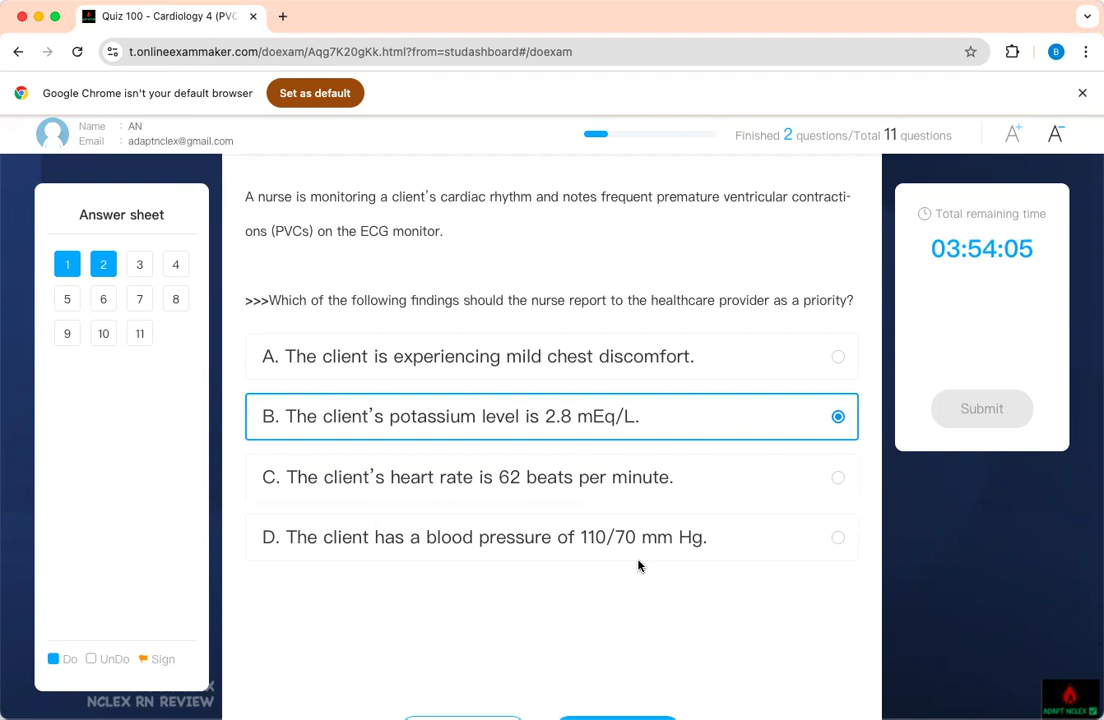 Quiz 100 - Cardiology 4 (PVC
t.onlineexammaker.com/doexam/Aqg7K20gKk.html?from=studashboard#/doexam
B
Google Chrome isn't your default browser
Set as default
Name : AN
Email : adaptnclex@gmail.com
Finished 2 questions/Total 11 questions
A+
A-
Answer sheet
1 2 3 4
5 6 7 8
9 10 11
Do UnDo Sign
NCLEX RN REVIEW
A nurse is monitoring a client's cardiac rhythm and notes frequent premature ventricular contracti-
ons (PVCs) on the ECG monitor.
>>>Which of the following findings should the nurse report to the healthcare provider as a priority?
A. The client is experiencing mild chest discomfort.
B. The client's potassium level is 2.8 mEq/L.
C. The client's heart rate is 62 beats per minute.
D. The client has a blood pressure of 110/70 mm Hg.
Total remaining time
03:54:05
Submit
ADAPT NCLEX